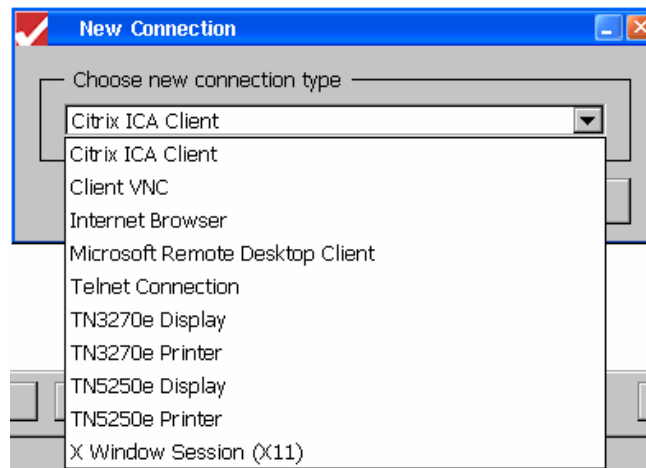 New Connection
Choose new connection type
Citrix ICA Client
Citrix ICA Client
Client VNC
Internet Browser
Microsoft Remote Desktop Client
Telnet Connection
TN3270e Display
TN3270e Printer
TN5250e Display
TN5250e Printer
X Window Session (X11)